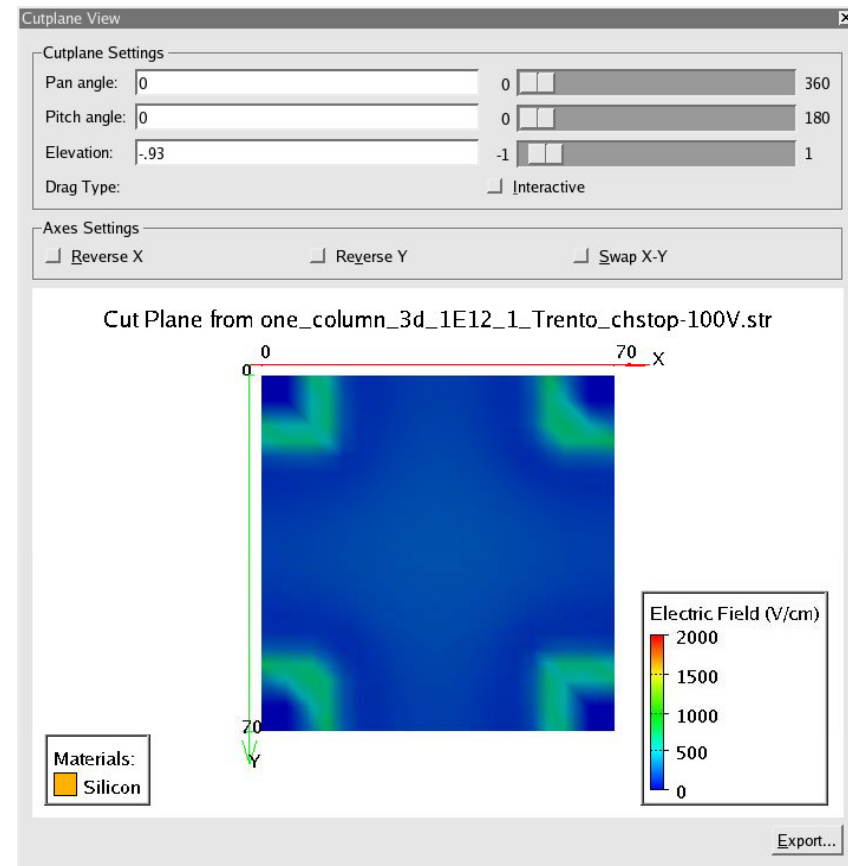 Cutplane View
Cutplane Settings
Pan angle: 0 0 360
Pitch angle: 0 0 180
Elevation: -.93 -1 1
Drag Type: Interactive
Axes Settings
Reverse X Reverse Y Swap X-Y
Cut Plane from one_column_3d_1E12_1_Trento_chstop-100V.str
0 70 X
0
70
Y
Electric Field (V/cm)
2000
1500
1000
500
0
Materials:
Silicon
Export...